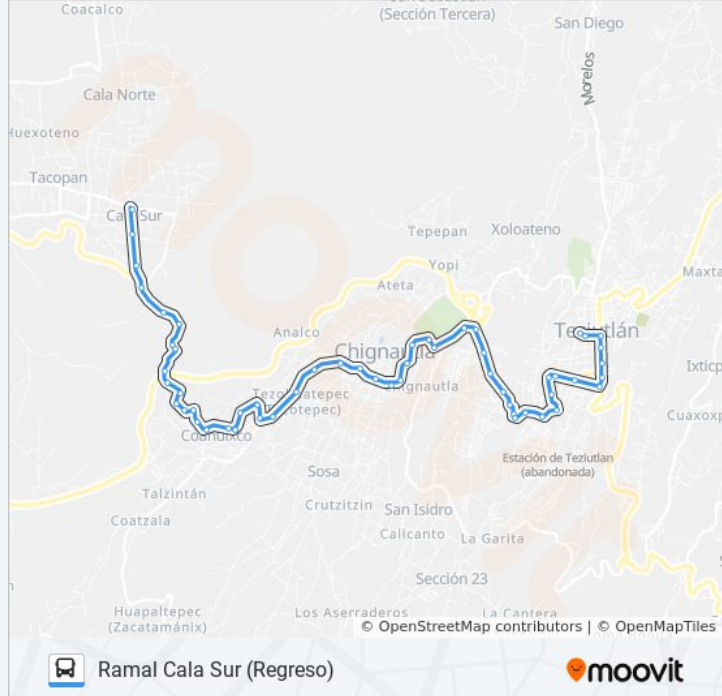 Coacalco
(Sección Tercera)
San Diego
Morelos
Cala Norte
Huexoteno
Tacopan
Cala Sur
Tepepan
Xoloateno
Yopi
Maxta
Ateta
Analco
Teziutlán
Chignautla
Ixticp
Chignautla
Coahuixco
Cuaxoxp
Estación de Teziutlan
(abandonada)
Sosa
Talzintán
Crutzitzin
San Isidro
Coatzala
Calicanto
La Garita
Sección 23
Huapaltepec
(Zacatamánix)
Los Aserraderos
La Cantera
© OpenStreetMap contributors | © OpenMapTiles
Ramal Cala Sur (Regreso)
moovit